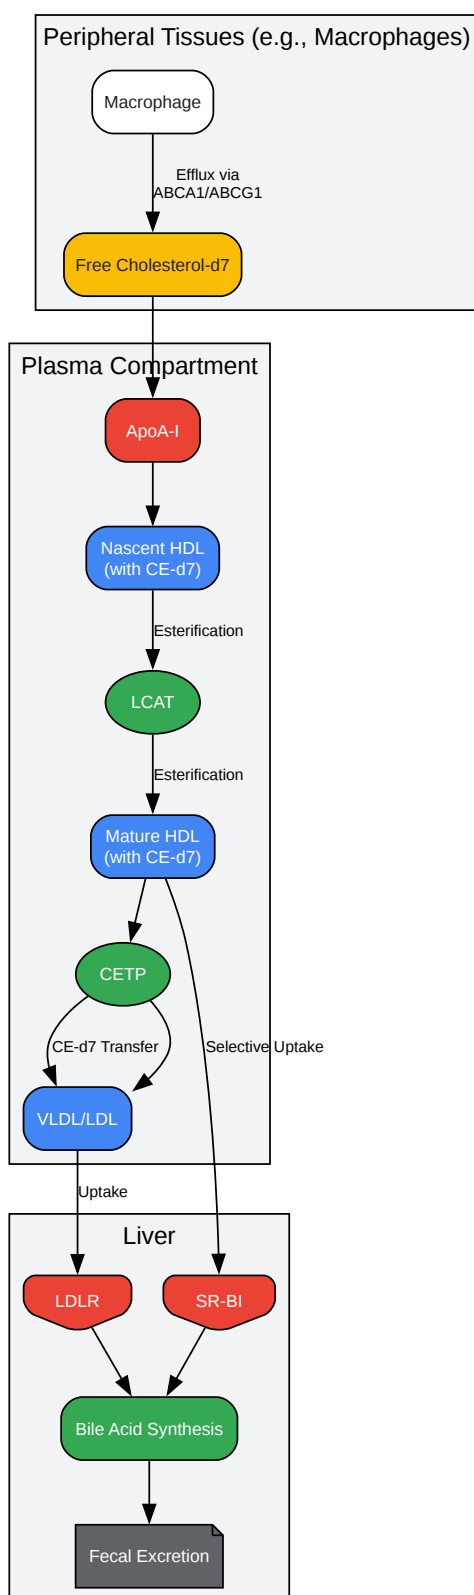 Peripheral Tissues (e.g., Macrophages)
Macrophage
Efflux via
ABCA1/ABCG1
Free Cholesterol-d7
Plasma Compartment
ApoA-I
Nascent HDL
(with CE-d7)
Esterification
LCAT
Esterification
Mature HDL
(with CE-d7)
CETP
CE-d7 Transfer
Selective Uptake
VLDL/LDL
Uptake
Liver
LDLR
SR-BI
Bile Acid Synthesis
Fecal Excretion